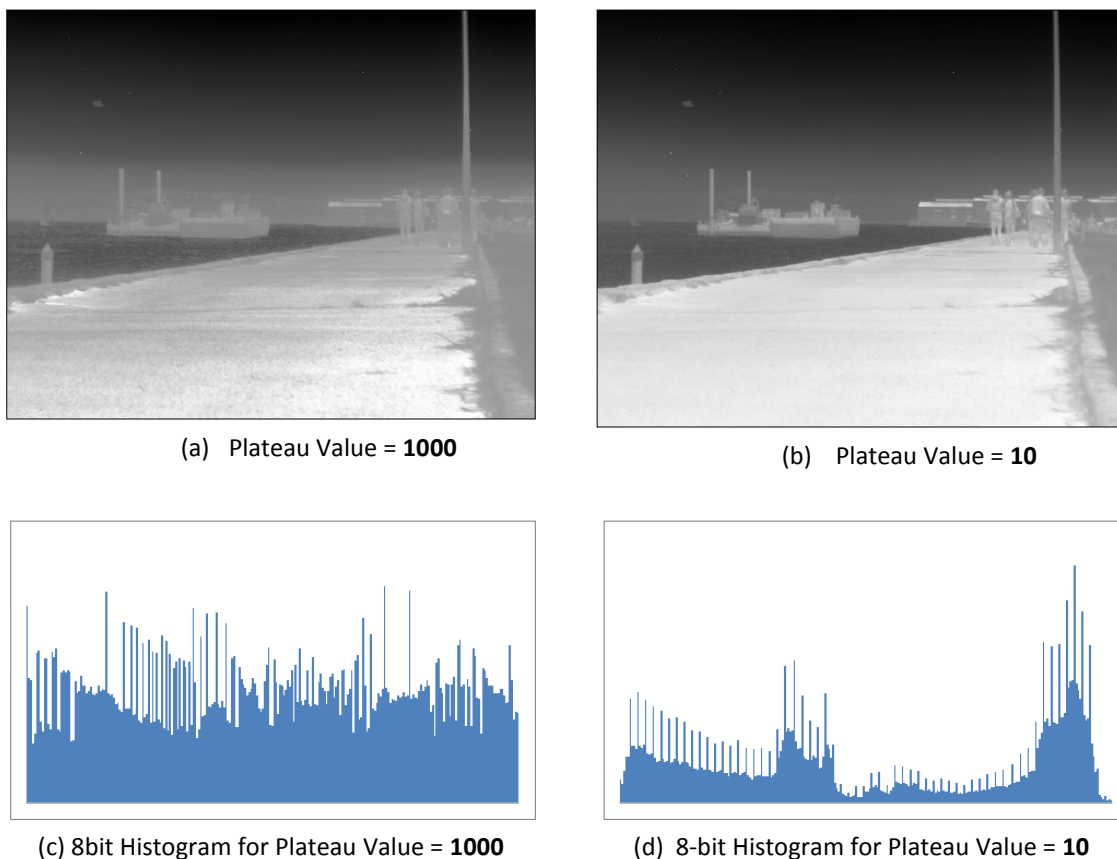 (a) Plateau Value = 1000
(b) Plateau Value = 10
(c) 8bit Histogram for Plateau Value = 1000
(d) 8-bit Histogram for Plateau Value = 10